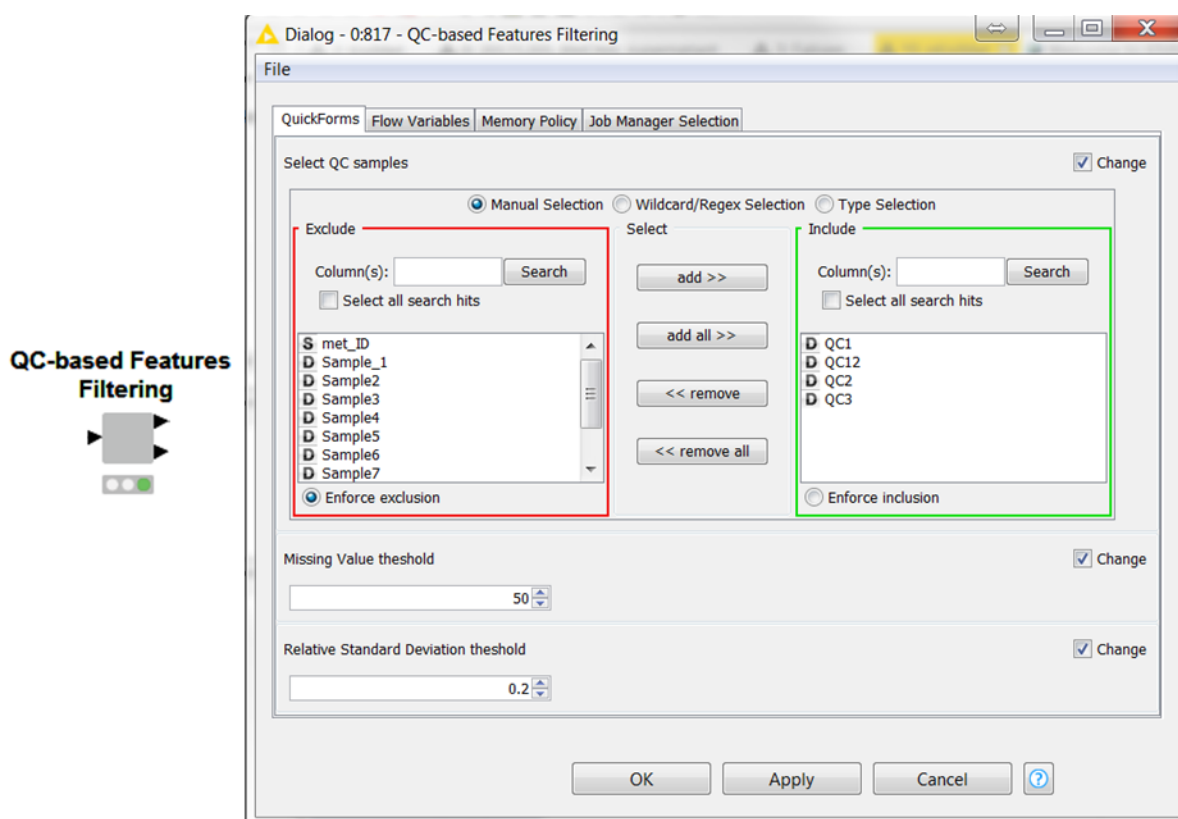 Dialog - 0:817 - QC-based Features Filtering
File
QuickForms Flow Variables Memory Policy Job Manager Selection
Select QC samples Change
Manual Selection Wildcard/Regex Selection Type Selection
Exclude Select Include
Column(s): Search add >> Column(s): Search
Select all search hits Select all search hits
add all >>
S met_ID D QC1
D Sample_1 D QC12
D Sample2 D QC2
D Sample3 << remove D QC3
D Sample4
D Sample5
D Sample6 << remove all
D Sample7
Enforce exclusion Enforce inclusion
QC-based Features
Filtering
Missing Value theshold Change
50
Relative Standard Deviation theshold Change
0.2
OK Apply Cancel ?